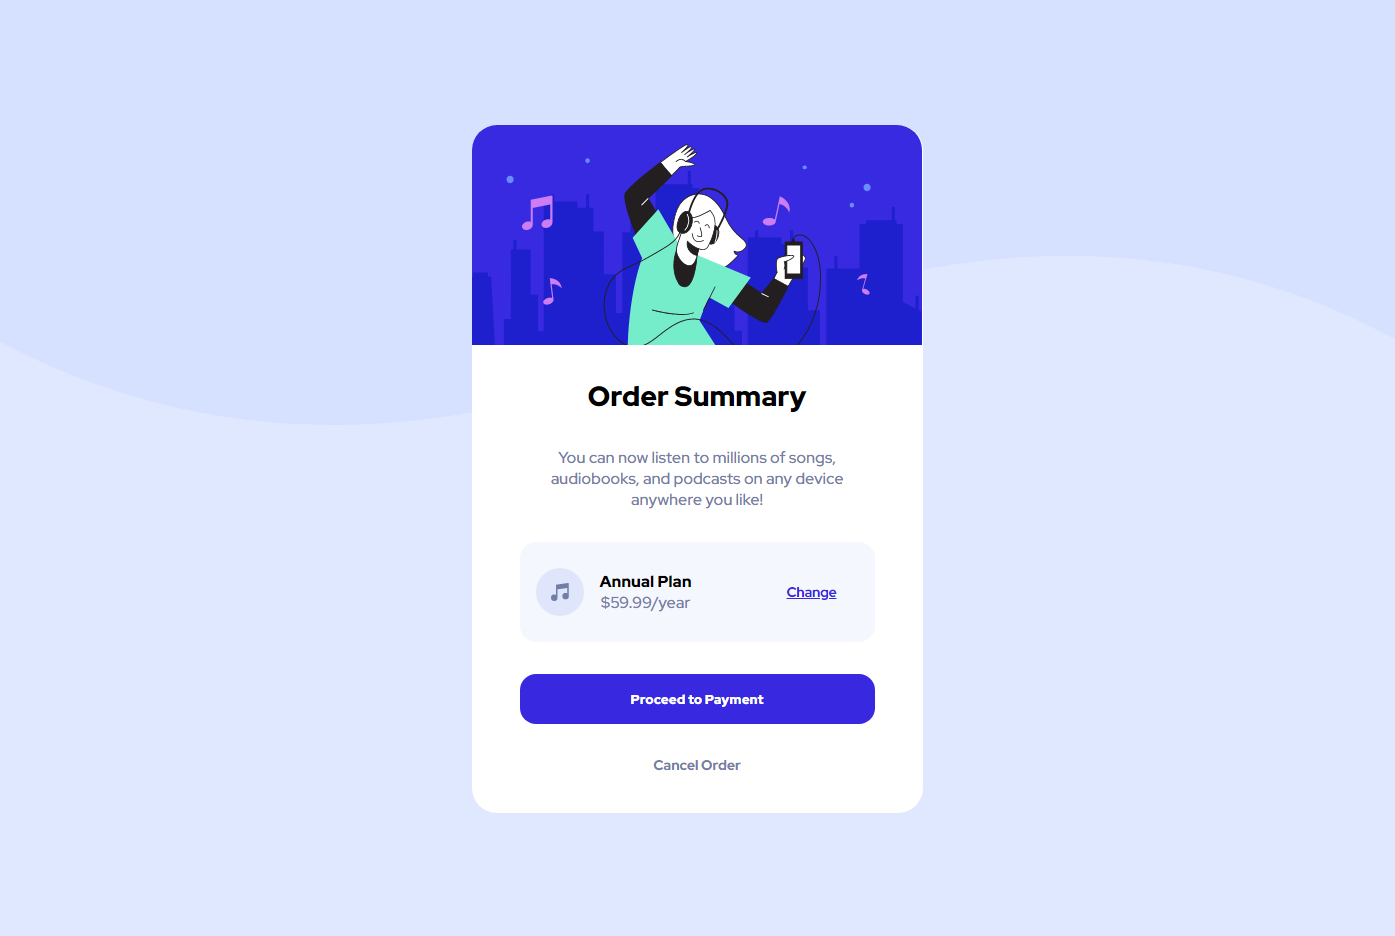 Order Summary
You can now listen to millions of songs,
audiobooks, and podcasts on any device
anywhere you like!
Annual Plan
$59.99/year
Change
Proceed to Payment
Cancel Order